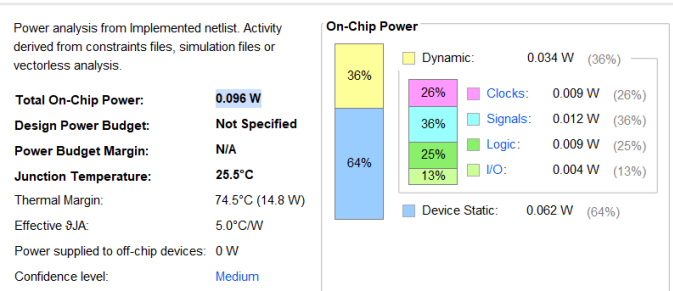 Power analysis from Implemented netlist. Activity
derived from constraints files, simulation files or
vectorless analysis.
Total On-Chip Power: 0.096 W
Design Power Budget: Not Specified
Power Budget Margin: N/A
Junction Temperature: 25.5°C
Thermal Margin: 74.5°C (14.8 W)
Effective ϑJA: 5.0°C/W
Power supplied to off-chip devices: 0 W
Confidence level: Medium
On-Chip Power
36%
64%
Dynamic: 0.034 W (36%)
26% Clocks: 0.009 W (26%)
36% Signals: 0.012 W (36%)
25% Logic: 0.009 W (25%)
13% I/O: 0.004 W (13%)
Device Static: 0.062 W (64%)